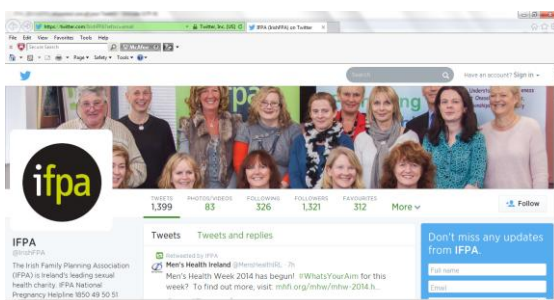 Twitter, Inc. [US]
IFPA (IrishFPA) on Twitter
File Edit View Favorites Tools Help
Secure Search
McAfee
Page Safety Tools
Search
Have an account? Sign in
ifpa
TWEETS PHOTOS/VIDEOS FOLLOWING FOLLOWERS FAVOURITES
1,399 83 326 1,321 312 More
Follow
IFPA
@IrishFPA
The Irish Family Planning Association
(IFPA) is Ireland's leading sexual
health charity. IFPA National
Pregnancy Helpline 1850 49 50 51
Tweets Tweets and replies
Retweeted by IFPA
Men's Health Ireland @MensHealthIRL 7h
Men's Health Week 2014 has begun! #WhatsYourAim for this
week? To find out more, visit: mhfi.org/mhw/mhw-2014.h...
Don't miss any updates
from IFPA.
Full name
Email